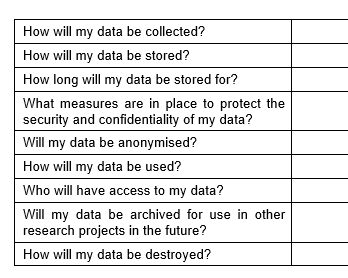 How will my data be collected?
How will my data be stored?
How long will my data be stored for?
What measures are in place to protect the
security and confidentiality of my data?
Will my data be anonymised?
How will my data be used?
Who will have access to my data?
Will my data be archived for use in other
research projects in the future?
How will my data be destroyed?